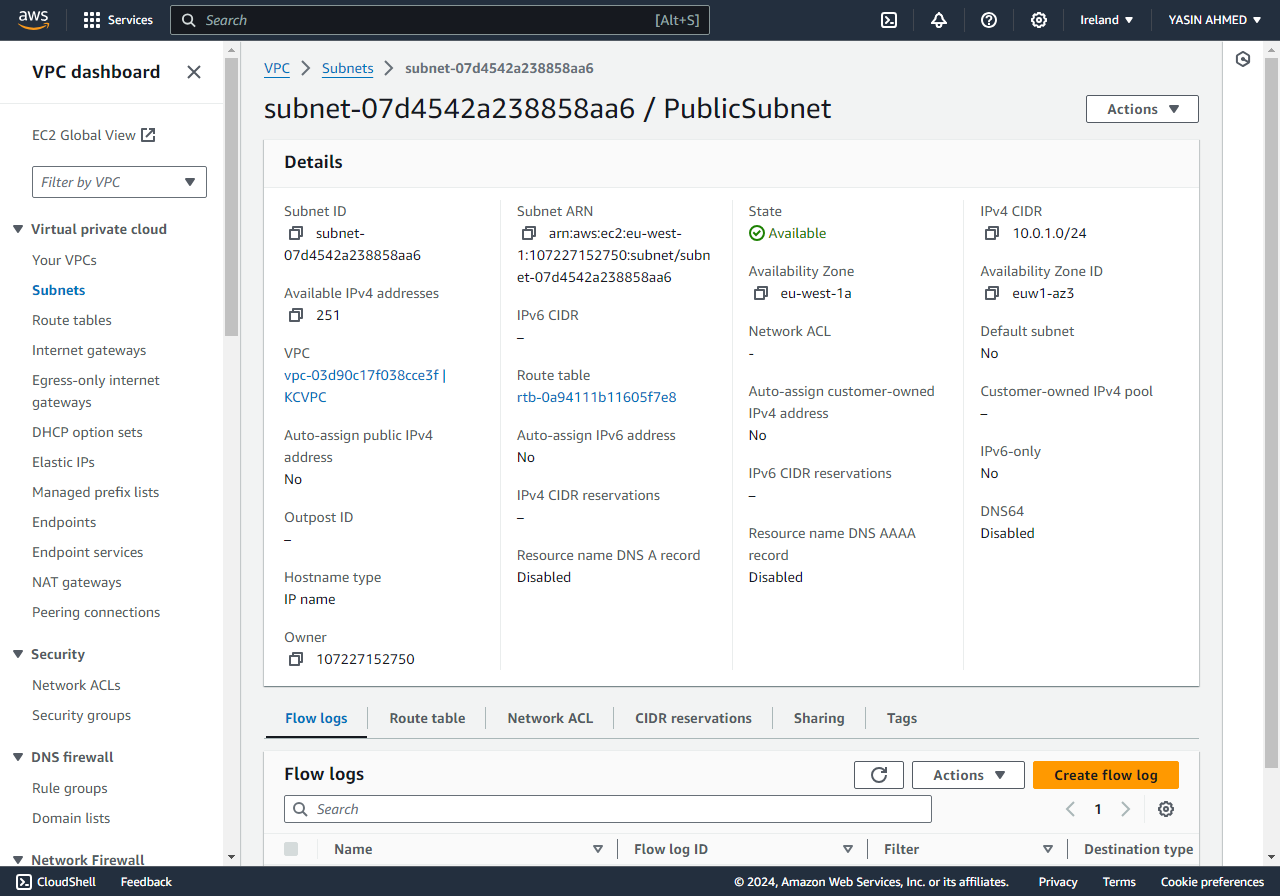 aws
Services
Search
[Alt+S]
Ireland
YASIN AHMED
VPC dashboard
EC2 Global View
Filter by VPC
Virtual private cloud
Your VPCs
Subnets
Route tables
Internet gateways
Egress-only internet
gateways
DHCP option sets
Elastic IPs
Managed prefix lists
Endpoints
Endpoint services
NAT gateways
Peering connections
Security
Network ACLs
Security groups
DNS firewall
Rule groups
Domain lists
Network Firewall
VPC
Subnets
subnet-07d4542a238858aa6
subnet-07d4542a238858aa6 / PublicSubnet
Actions
Details
Subnet ID
subnet-
07d4542a238858aa6
Available IPv4 addresses
251
VPC
vpc-03d90c17f038cce3f |
KCVPC
Auto-assign public IPv4
address
No
Outpost ID
–
Hostname type
IP name
Owner
107227152750
Subnet ARN
arn:aws:ec2:eu-west-
1:107227152750:subnet/subn
et-07d4542a238858aa6
IPv6 CIDR
–
Route table
rtb-0a94111b11605f7e8
Auto-assign IPv6 address
No
IPv4 CIDR reservations
–
Resource name DNS A record
Disabled
State
Available
Availability Zone
eu-west-1a
Network ACL
-
Auto-assign customer-owned
IPv4 address
No
IPv6 CIDR reservations
–
Resource name DNS AAAA
record
Disabled
IPv4 CIDR
10.0.1.0/24
Availability Zone ID
euw1-az3
Default subnet
No
Customer-owned IPv4 pool
–
IPv6-only
No
DNS64
Disabled
Flow logs
Route table
Network ACL
CIDR reservations
Sharing
Tags
Flow logs
Actions
Create flow log
Search
1
Name
Flow log ID
Filter
Destination type
CloudShell
Feedback
© 2024, Amazon Web Services, Inc. or its affiliates.
Privacy
Terms
Cookie preferences